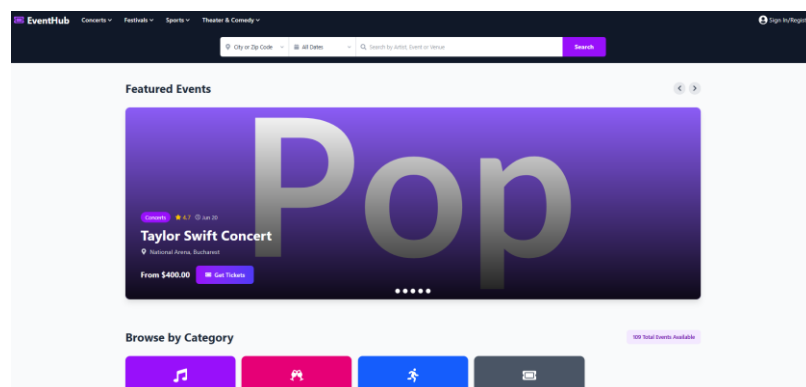 EventHub Concerts Festivals Sports Theater & Comedy Sign In/Regist
City or Zip Code All Dates Search by Artist, Event or Venue Search
Featured Events
Pop
Concerts 4.7 Jun 20
Taylor Swift Concert
National Arena, Bucharest
From $400.00 Get Tickets
Browse by Category 109 Total Events Available